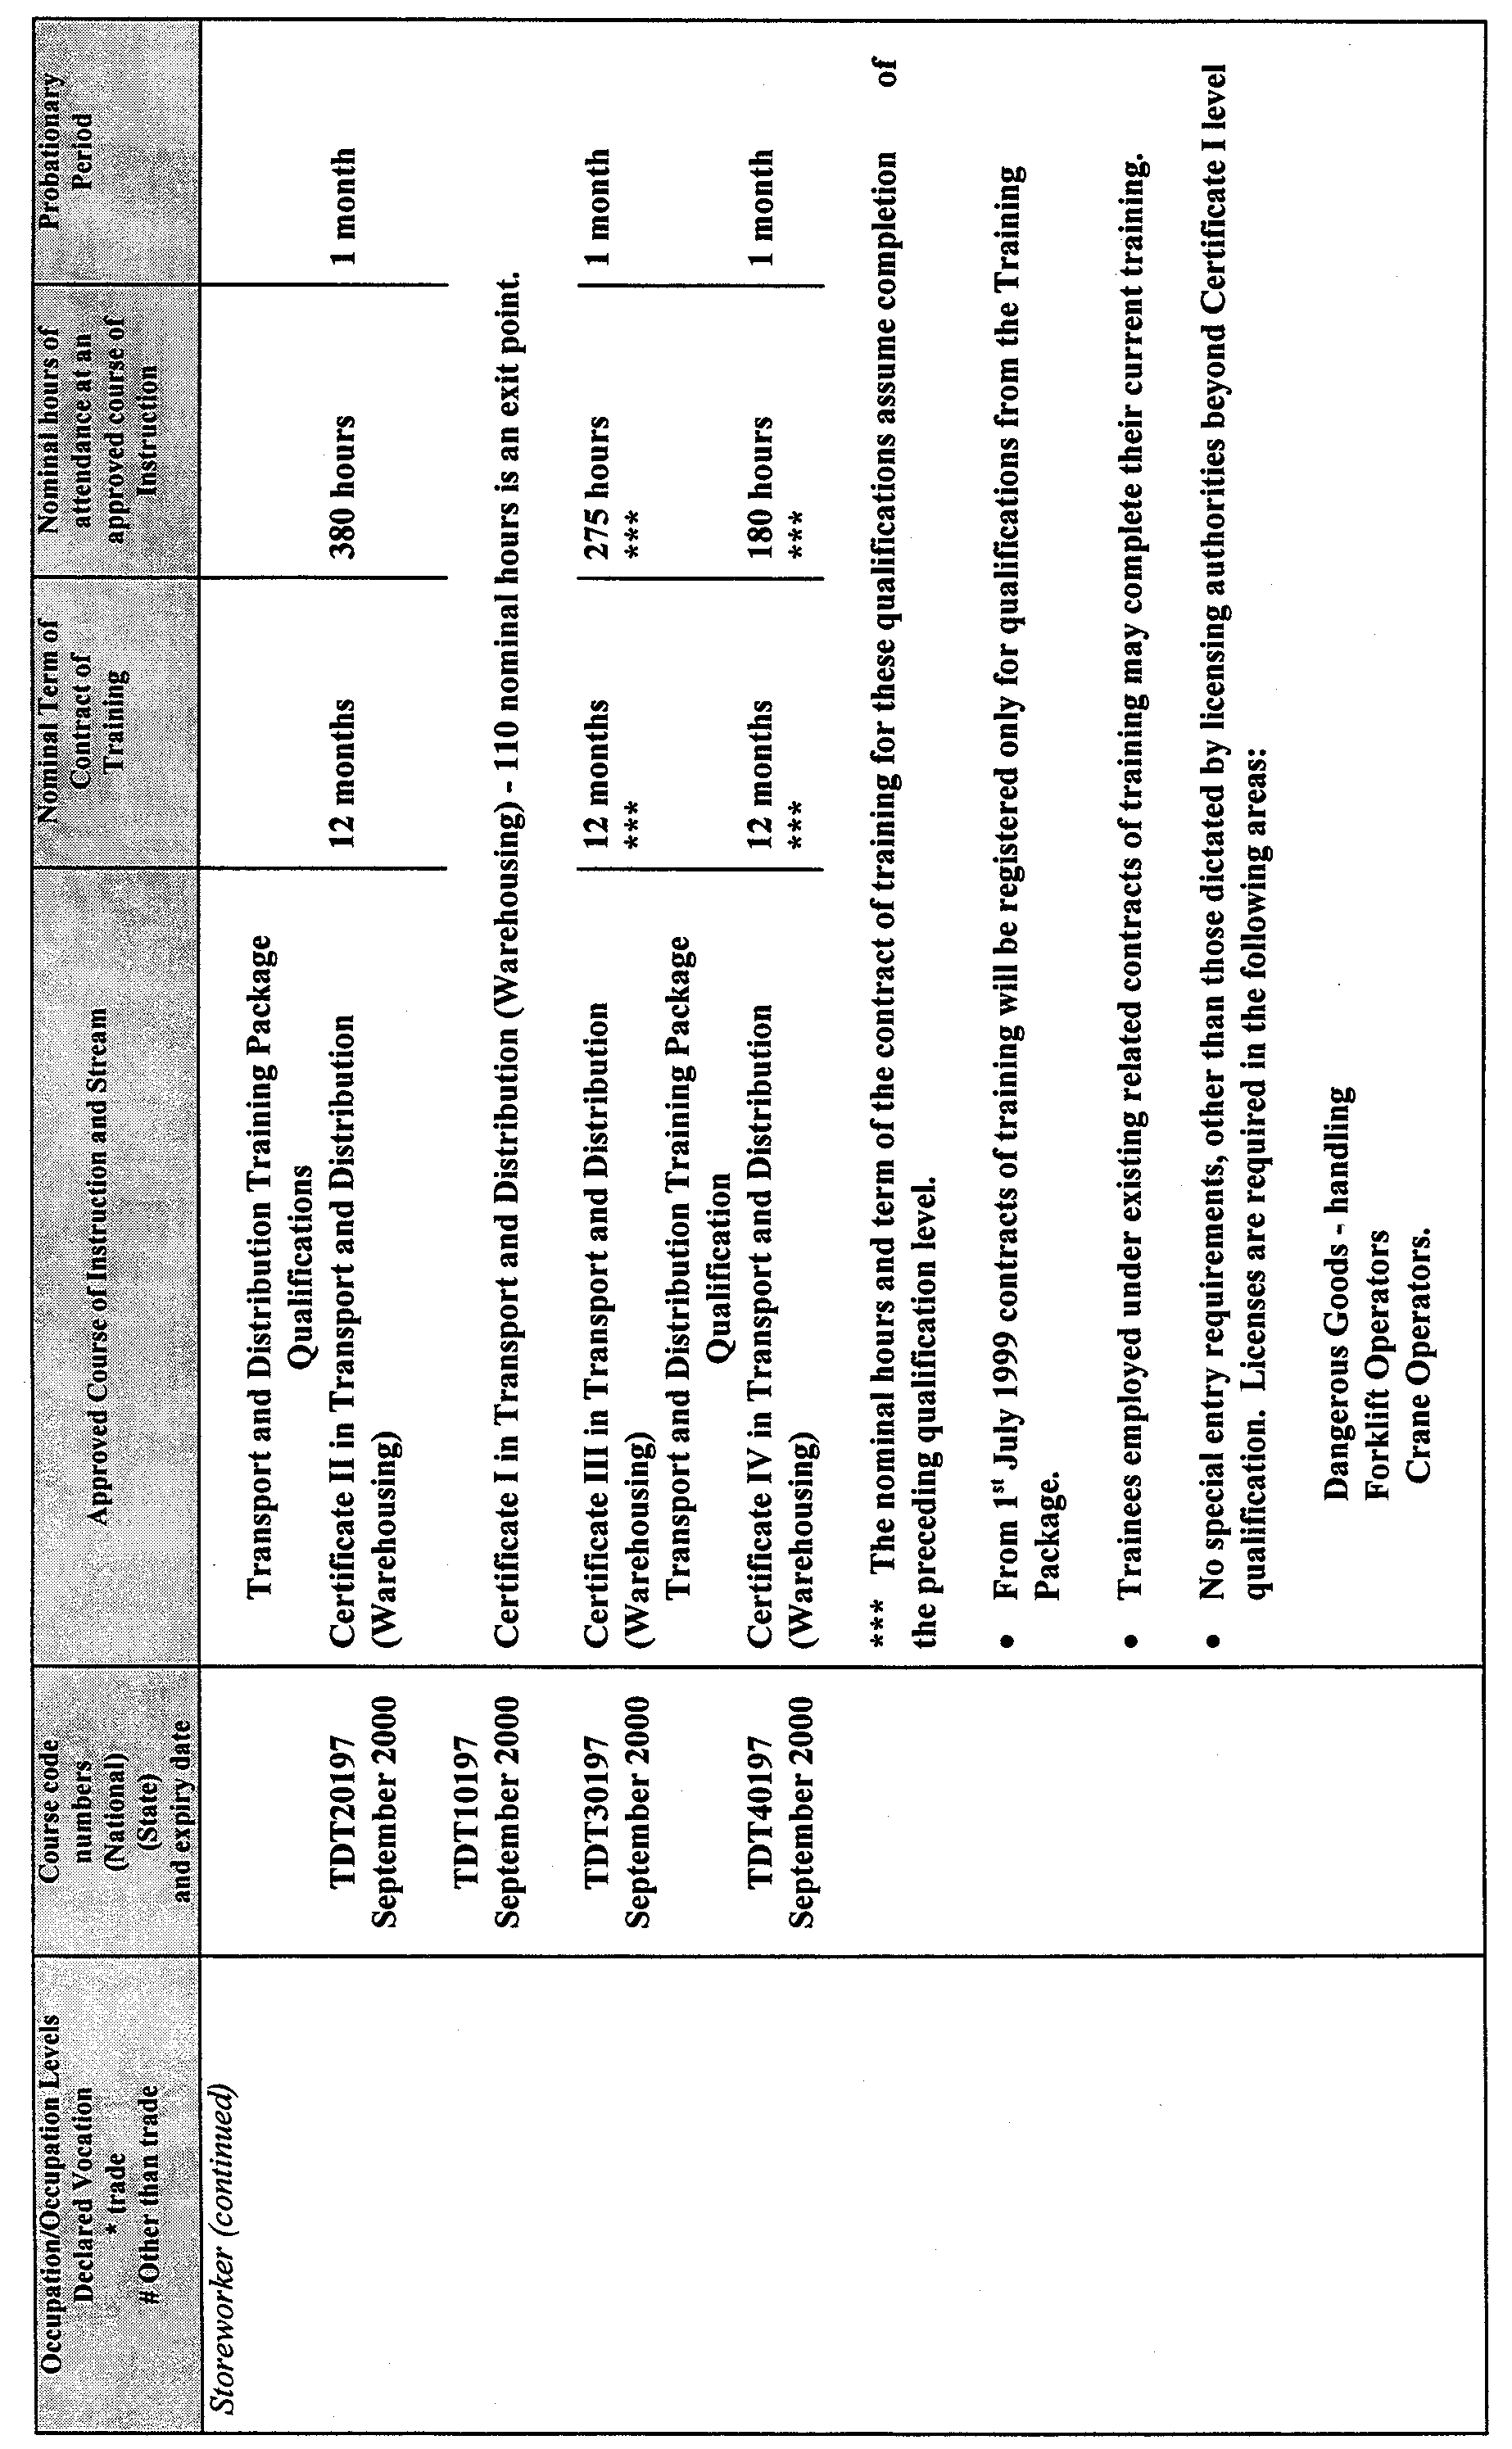 Occupation/Occupation Levels
Declared Vocation
* trade
# Other than trade
Course code
numbers
(National)
(State)
and expiry date
Approved Course of Instruction and Stream
Nominal Term of
Contract of
Training
Nominal hours of
attendance at an
approved course of
Instruction
Probationary
Period
Storeworker (continued)
Transport and Distribution Training Package
Qualifications
TDT20197 Certificate II in Transport and Distribution 12 months 380 hours 1 month
September 2000 (Warehousing)
TDT10197
September 2000 Certificate I in Transport and Distribution (Warehousing) - 110 nominal hours is an exit point.
TDT30197 Certificate III in Transport and Distribution 12 months 275 hours 1 month
September 2000 (Warehousing) *** ***
Transport and Distribution Training Package
Qualification
TDT40197 Certificate IV in Transport and Distribution 12 months 180 hours 1 month
September 2000 (Warehousing) *** ***
*** The nominal hours and term of the contract of training for these qualifications assume completion of
the preceding qualification level.
• From 1st July 1999 contracts of training will be registered only for qualifications from the Training
Package.
• Trainees employed under existing related contracts of training may complete their current training.
• No special entry requirements, other than those dictated by licensing authorities beyond Certificate I level
qualification. Licenses are required in the following areas:
Dangerous Goods - handling
Forklift Operators
Crane Operators.